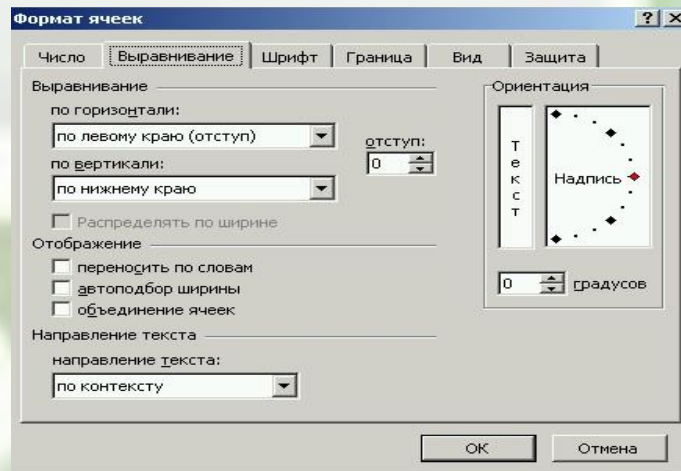 Формат ячеек
Число Выравнивание Шрифт Граница Вид Защита
Выравнивание
по горизонтали:
по левому краю (отступ)
отступ:
0
по вертикали:
по нижнему краю
Распределять по ширине
Отображение
переносить по словам
автоподбор ширины
объединение ячеек
Направление текста
направление текста:
по контексту
Ориентация
Текст
Надпись
0 градусов
ОК Отмена